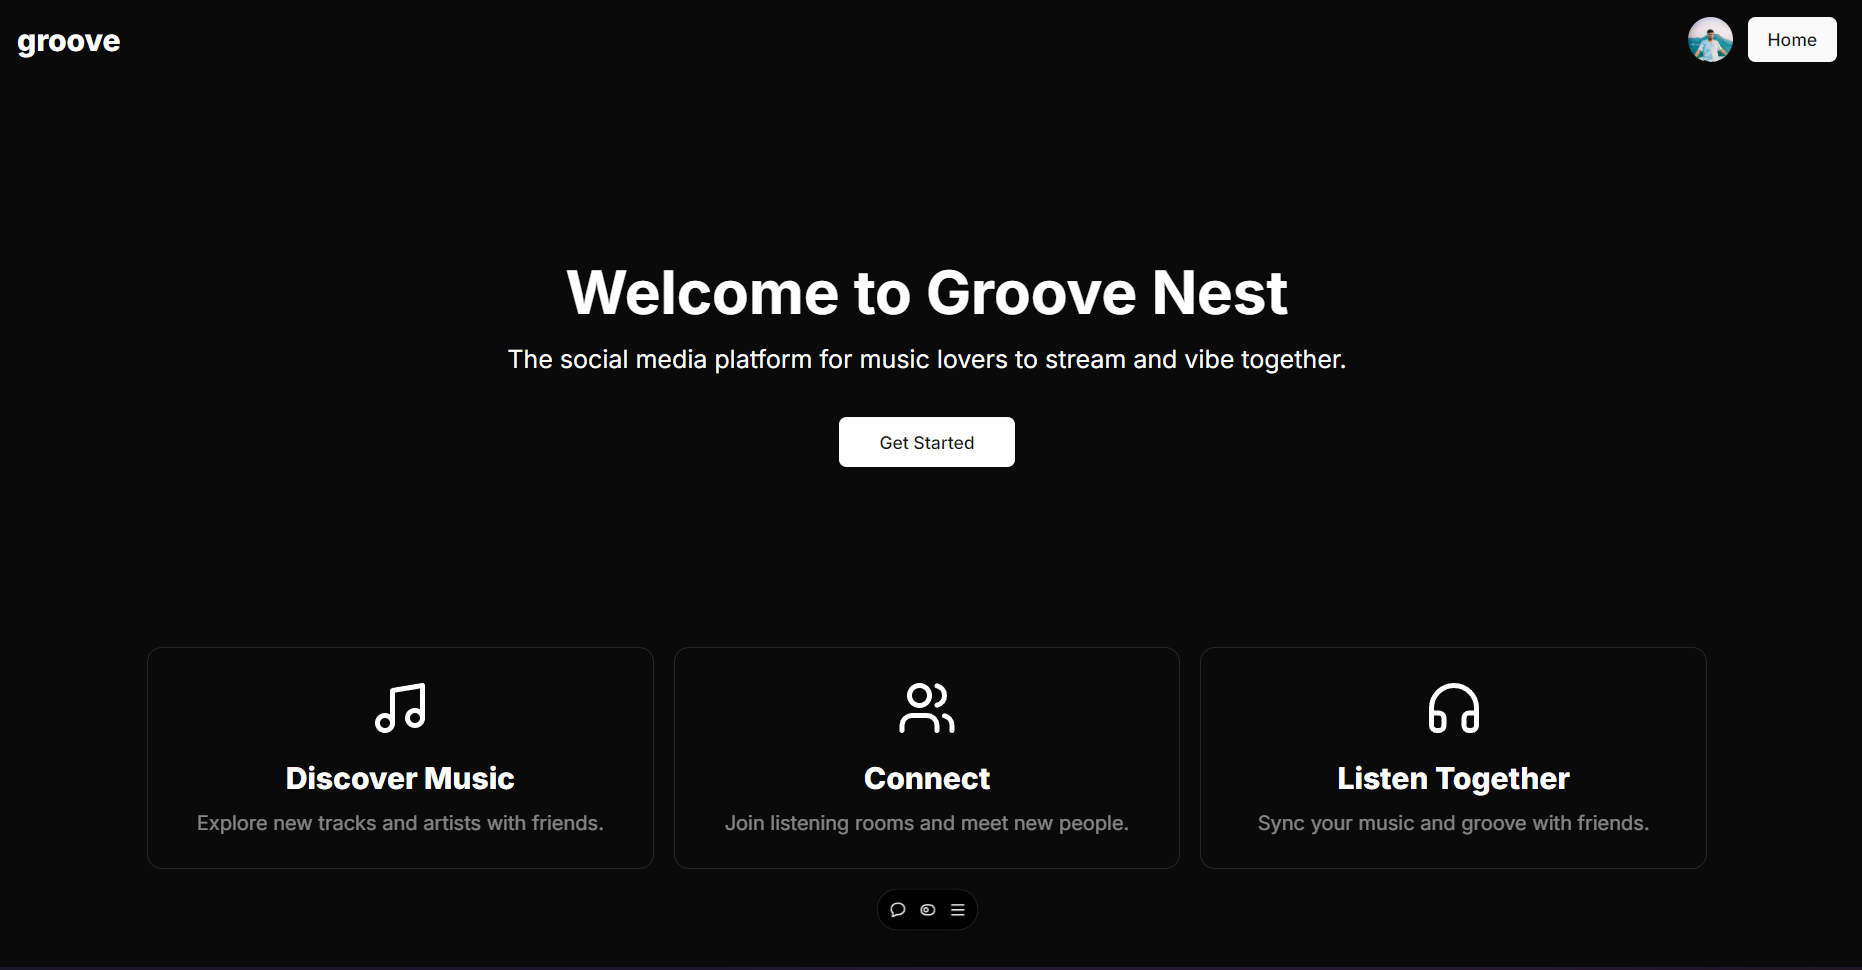 groove
Home
Welcome to Groove Nest
The social media platform for music lovers to stream and vibe together.
Get Started
Discover Music
Explore new tracks and artists with friends.
Connect
Join listening rooms and meet new people.
Listen Together
Sync your music and groove with friends.